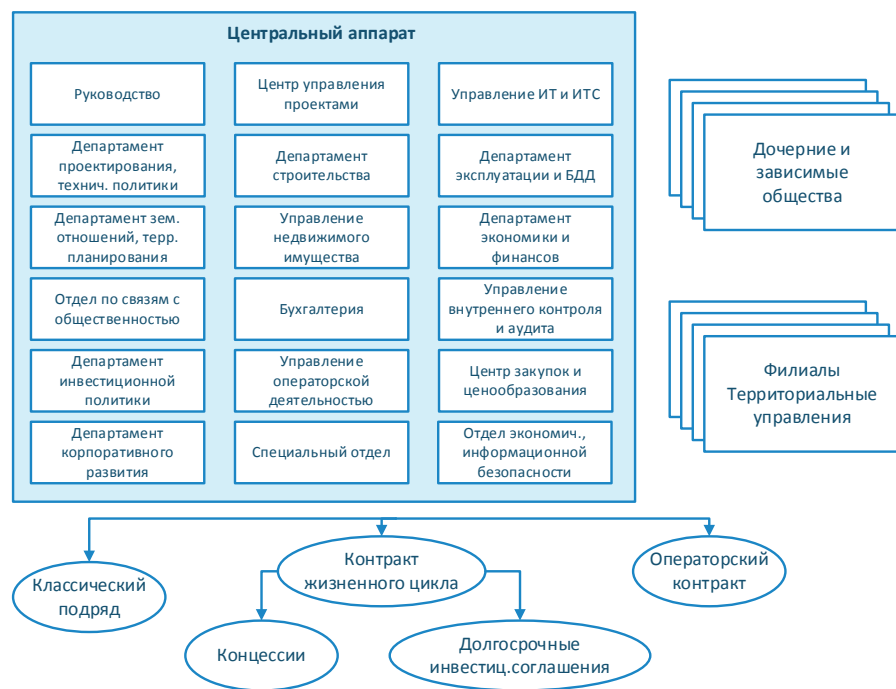 Центральный аппарат
Руководство
Центр управления
проектами
Управление ИТ и ИТС
Департамент
проектирования,
технич. политики
Департамент
строительства
Департамент
эксплуатации и БДД
Департамент зем.
отношений, терр.
планирования
Управление
недвижимого
имущества
Департамент
экономики и
финансов
Отдел по связям с
общественностью
Бухгалтерия
Управление
внутреннего контроля
и аудита
Департамент
инвестиционной
политики
Управление
операторской
деятельностью
Центр закупок и
ценообразования
Департамент
корпоративного
развития
Специальный отдел
Отдел экономич.,
информационной
безопасности
Дочерние и
зависимые
общества
Филиалы
Территориальные
управления
Классический
подряд
Контракт
жизненного цикла
Операторский
контракт
Концессии
Долгосрочные
инвестиц.соглашения